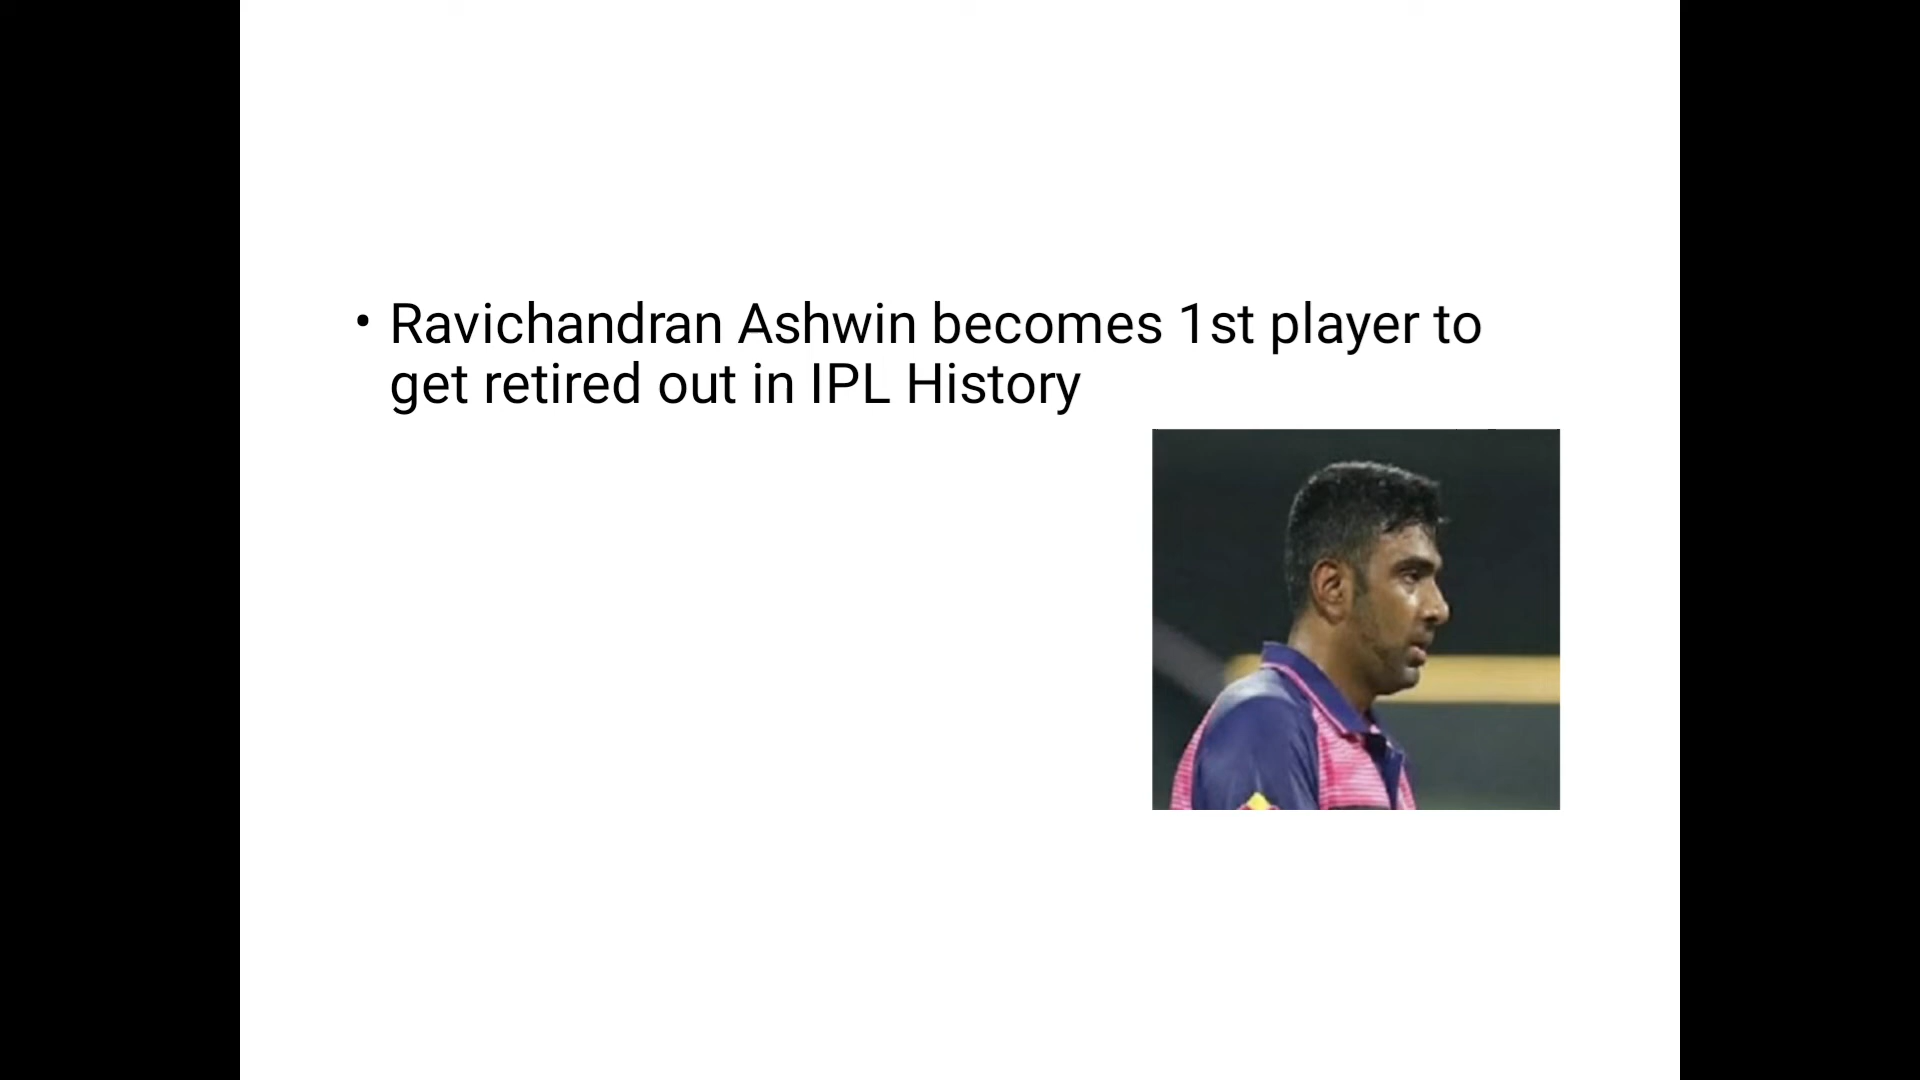 • Ravichandran Ashwin becomes 1st player to
get retired out in IPL History